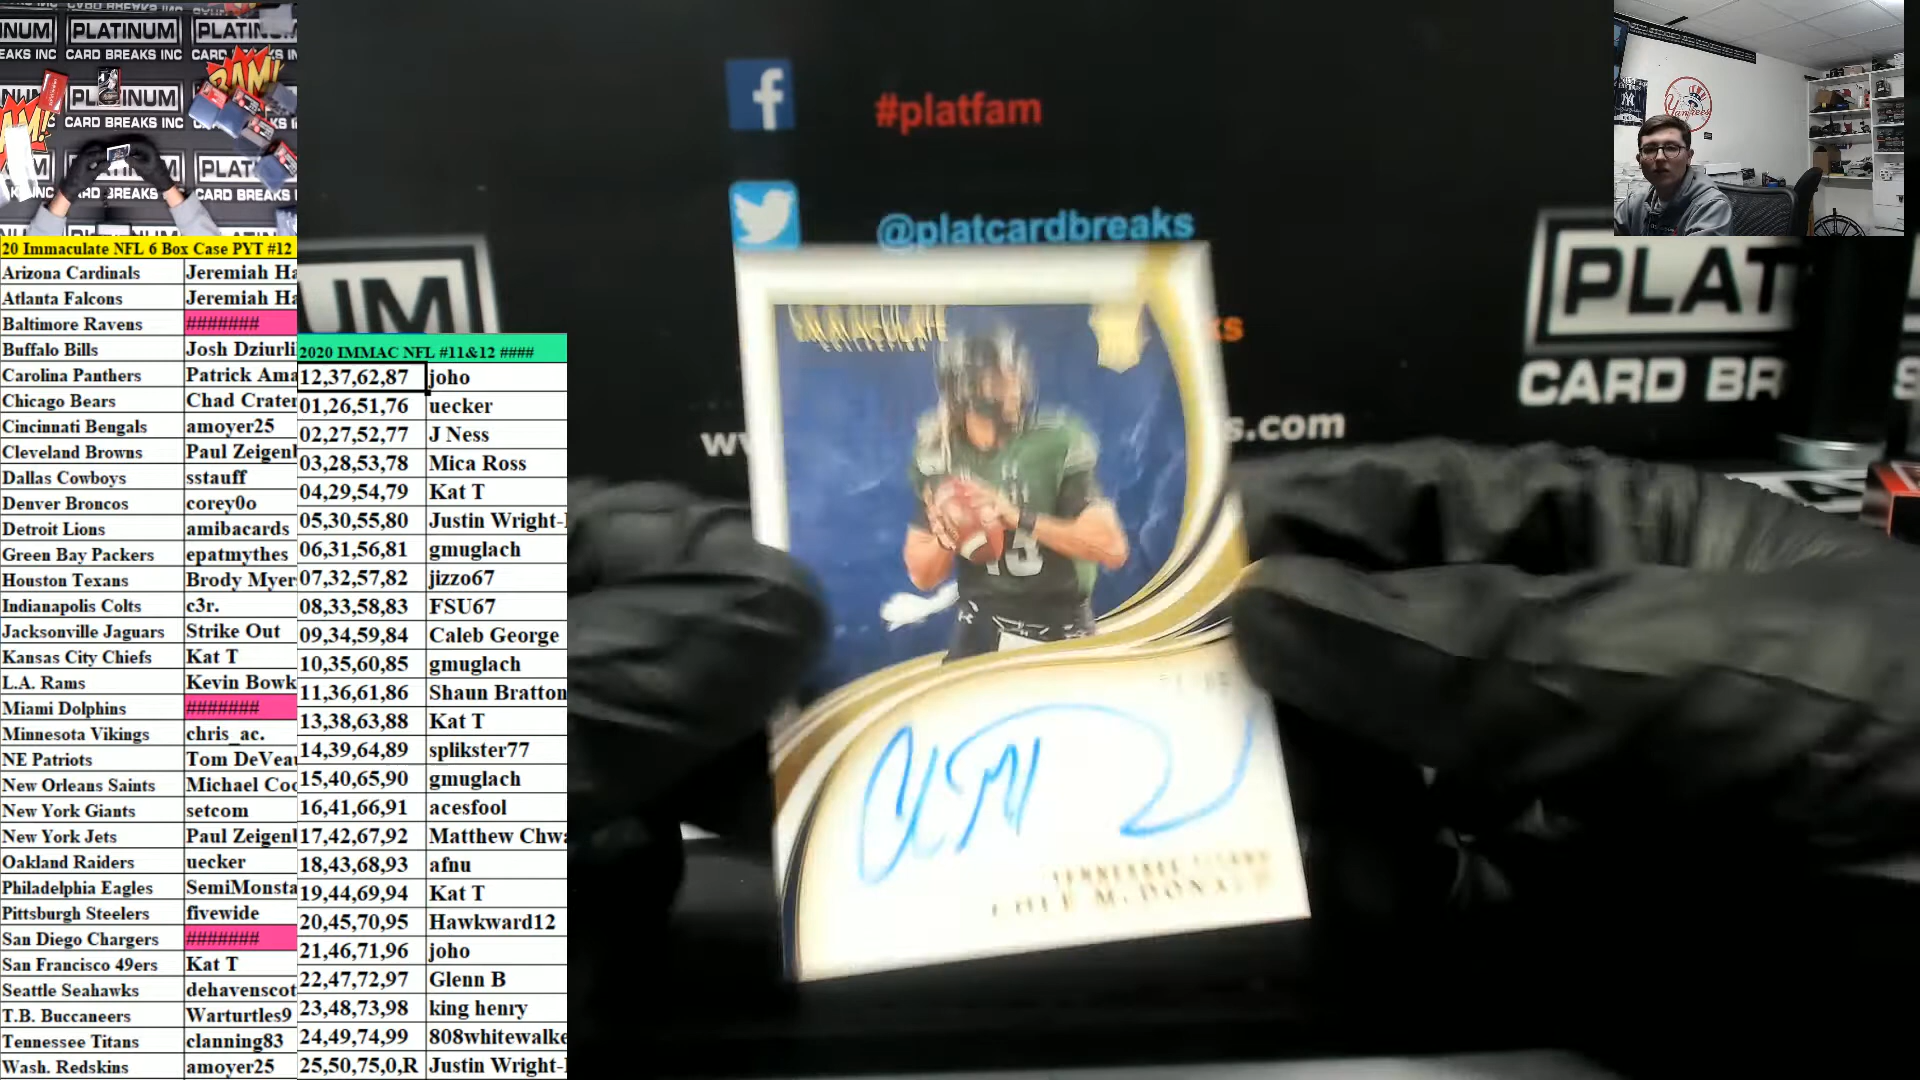 PLATINUM
CARD BREAKS INC
20 Immaculate NFL 6 Box Case PYT #12
Arizona Cardinals Jeremiah Ha
Atlanta Falcons Jeremiah Ha
Baltimore Ravens #######
Buffalo Bills Josh Dziurli
Carolina Panthers Patrick Ama
Chicago Bears Chad Crater
Cincinnati Bengals amoyer25
Cleveland Browns Paul Zeigenl
Dallas Cowboys sstauff
Denver Broncos corey0o
Detroit Lions amibacards
Green Bay Packers epatmythes
Houston Texans Brody Myer
Indianapolis Colts c3r.
Jacksonville Jaguars Strike Out
Kansas City Chiefs Kat T
L.A. Rams Kevin Bowk
Miami Dolphins #######
Minnesota Vikings chris_ac.
NE Patriots Tom DeVeau
New Orleans Saints Michael Coo
New York Giants setcom
New York Jets Paul Zeigenl
Oakland Raiders uecker
Philadelphia Eagles SemiMonsta
Pittsburgh Steelers fivewide
San Diego Chargers #######
San Francisco 49ers Kat T
Seattle Seahawks dehavenscot
T.B. Buccaneers Warturtles9
Tennessee Titans clanning83
Wash. Redskins amoyer25
2020 IMMAC NFL #11&12 ####
12,37,62,87 joho
01,26,51,76 uecker
02,27,52,77 J Ness
03,28,53,78 Mica Ross
04,29,54,79 Kat T
05,30,55,80 Justin Wright-
06,31,56,81 gmuglach
07,32,57,82 jizzo67
08,33,58,83 FSU67
09,34,59,84 Caleb George
10,35,60,85 gmuglach
11,36,61,86 Shaun Bratton
13,38,63,88 Kat T
14,39,64,89 splikster77
15,40,65,90 gmuglach
16,41,66,91 acesfool
17,42,67,92 Matthew Chwa
18,43,68,93 afnu
19,44,69,94 Kat T
20,45,70,95 Hawkward12
21,46,71,96 joho
22,47,72,97 Glenn B
23,48,73,98 king henry
24,49,74,99 808whitewalke
25,50,75,0,R Justin Wright-
#platfam
@platcardbreaks
s.com
IMMACULATE
COLLECTION
TENNESSEE TITANS
COLE McDONALD
PLAT
CARD BR
Yankees